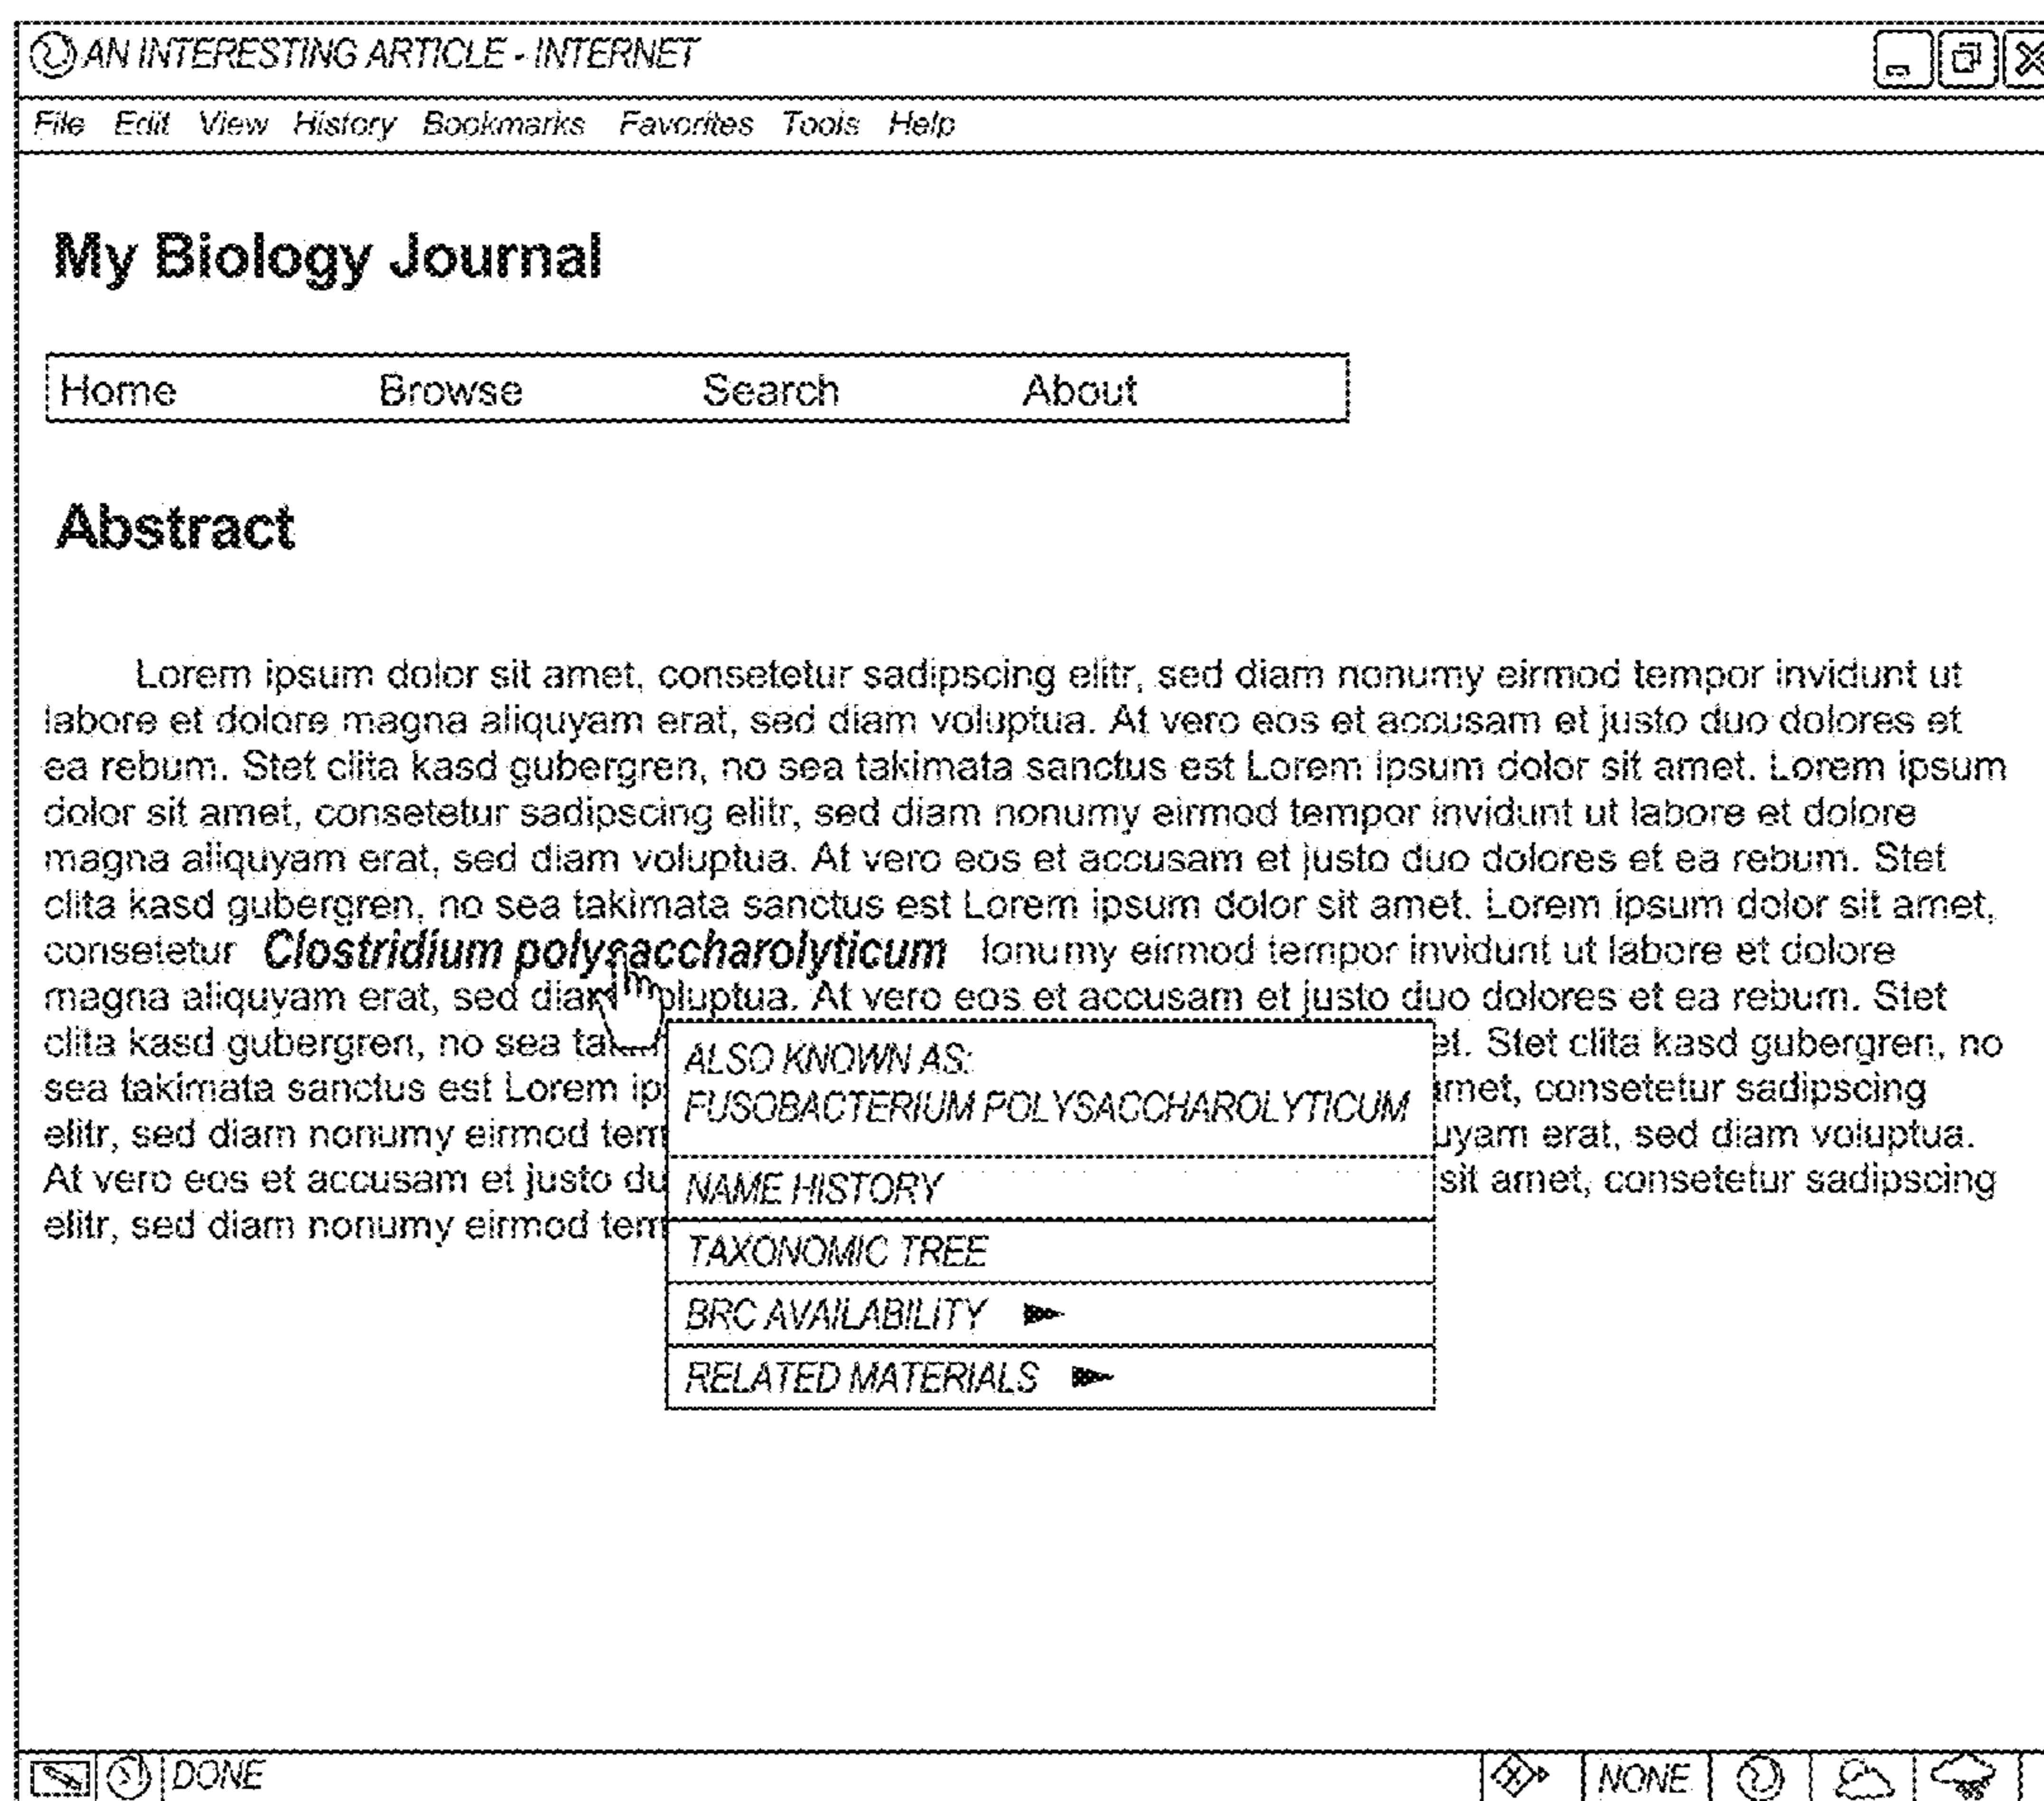 AN INTERESTING ARTICLE - INTERNET
File Edit View History Bookmarks Favorites Tools Help
My Biology Journal
Home Browse Search About
Abstract
Lorem ipsum dolor sit amet, consetetur sadipscing elitr, sed diam nonumy eirmod tempor invidunt ut
labore et dolore magna aliquyam erat, sed diam voluptua. At vero eos et accusam et justo duo dolores et
ea rebum. Stet clita kasd gubergren, no sea takimata sanctus est Lorem ipsum dolor sit amet. Lorem ipsum
dolor sit amet, consetetur sadipscing elitr, sed diam nonumy eirmod tempor invidunt ut labore et dolore
magna aliquyam erat, sed diam voluptua. At vero eos et accusam et justo duo dolores et ea rebum. Stet
clita kasd gubergren, no sea takimata sanctus est Lorem ipsum dolor sit amet. Lorem ipsum dolor sit amet,
consetetur Clostridium polysaccharolyticum lonumy eirmod tempor invidunt ut labore et dolore
magna aliquyam erat, sed diam voluptua. At vero eos et accusam et justo duo dolores et ea rebum. Stet
clita kasd gubergren, no sea et. Stet clita kasd gubergren, no
sea takimata sanctus est Lorem ip met, consetetur sadipscing
elitr, sed diam nonumy eirmod tem uyam erat, sed diam voluptua.
At vero eos et accusam et justo du sit amet, consetetur sadipscing
elitr, sed diam nonumy eirmod tem
ALSO KNOWN AS:
FUSOBACTERIUM POLYSACCHAROLYTICUM
NAME HISTORY
TAXONOMIC TREE
BRC AVAILABILITY
RELATED MATERIALS
DONE NONE